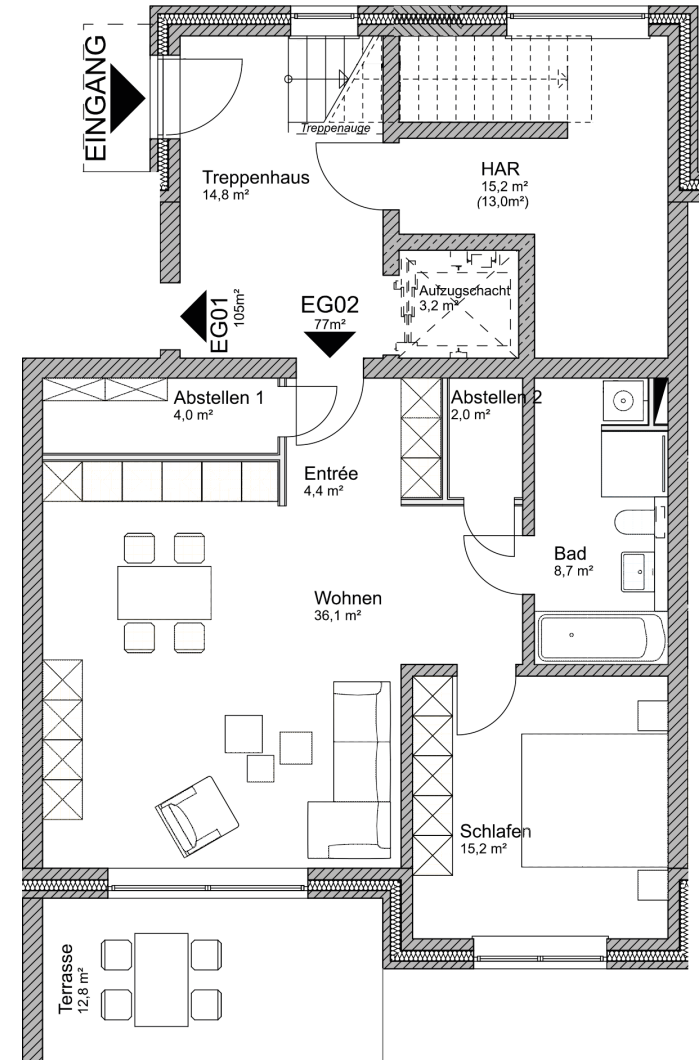 EINGANG
Treppenauge
Treppenhaus
14,8 m²
HAR
15,2 m²
(13,0m²)
EG01
105m²
EG02
77m²
Aufzugschacht
3,2 m²
Abstellen 1
4,0 m²
Abstellen 2
2,0 m²
Entrée
4,4 m²
Bad
8,7 m²
Wohnen
36,1 m²
Schlafen
15,2 m²
Terrasse
12,8 m²